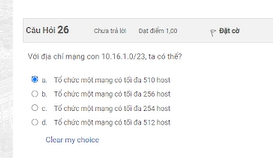 Câu Hỏi 26
Chưa trả lời
Đạt điểm 1,00
Đặt cờ
Với địa chỉ mạng con 10.16.1.0/23, ta có thể?
a. Tổ chức một mạng có tối đa 510 host
b. Tổ chức một mạng có tối đa 256 host
c. Tổ chức một mạng có tối đa 254 host
d. Tổ chức một mạng có tối đa 512 host
Clear my choice